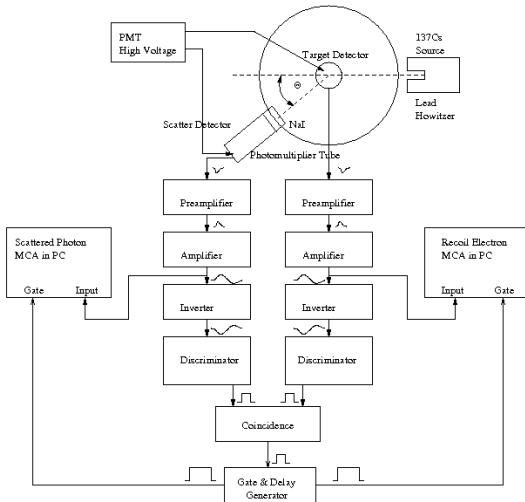 PMT
High Voltage
Target Detector
137Cs
Source
Θ
Lead
Howitzer
Scatter Detector
NaI
Photomultiplier Tube
Preamplifier
Preamplifier
Scattered Photon
MCA in PC
Gate
Input
Amplifier
Amplifier
Recoil Electron
MCA in PC
Input
Gate
Inverter
Inverter
Discriminator
Discriminator
Coincidence
Gate & Delay
Generator